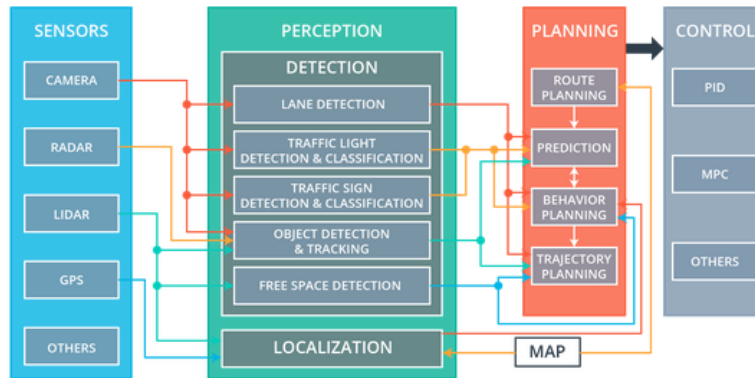 SENSORS
CAMERA
RADAR
LIDAR
GPS
OTHERS
PERCEPTION
DETECTION
LANE DETECTION
TRAFFIC LIGHT
DETECTION & CLASSIFICATION
TRAFFIC SIGN
DETECTION & CLASSIFICATION
OBJECT DETECTION
& TRACKING
FREE SPACE DETECTION
LOCALIZATION
PLANNING
ROUTE
PLANNING
PREDICTION
BEHAVIOR
PLANNING
TRAJECTORY
PLANNING
MAP
CONTROL
PID
MPC
OTHERS